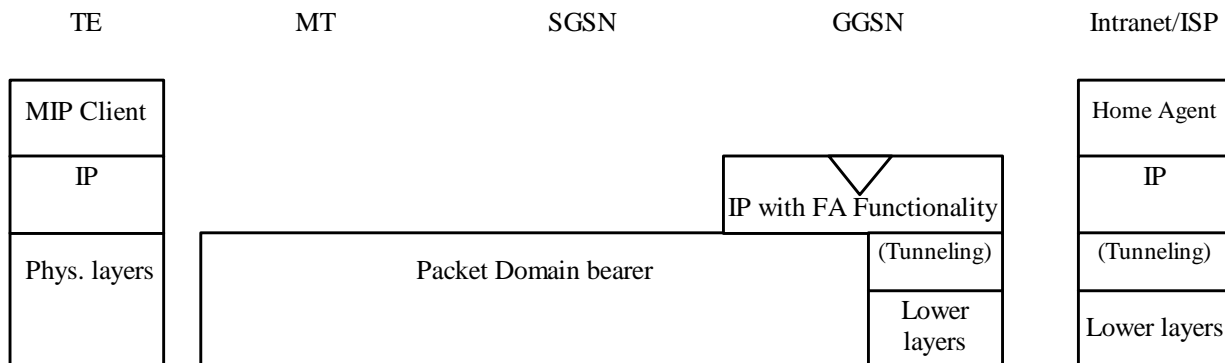 TE MT SGSN GGSN Intranet/ISP
MIP Client
Home Agent
IP
IP
IP with FA Functionality
Phys. layers
Packet Domain bearer
(Tunneling)
(Tunneling)
Lower
layers
Lower layers